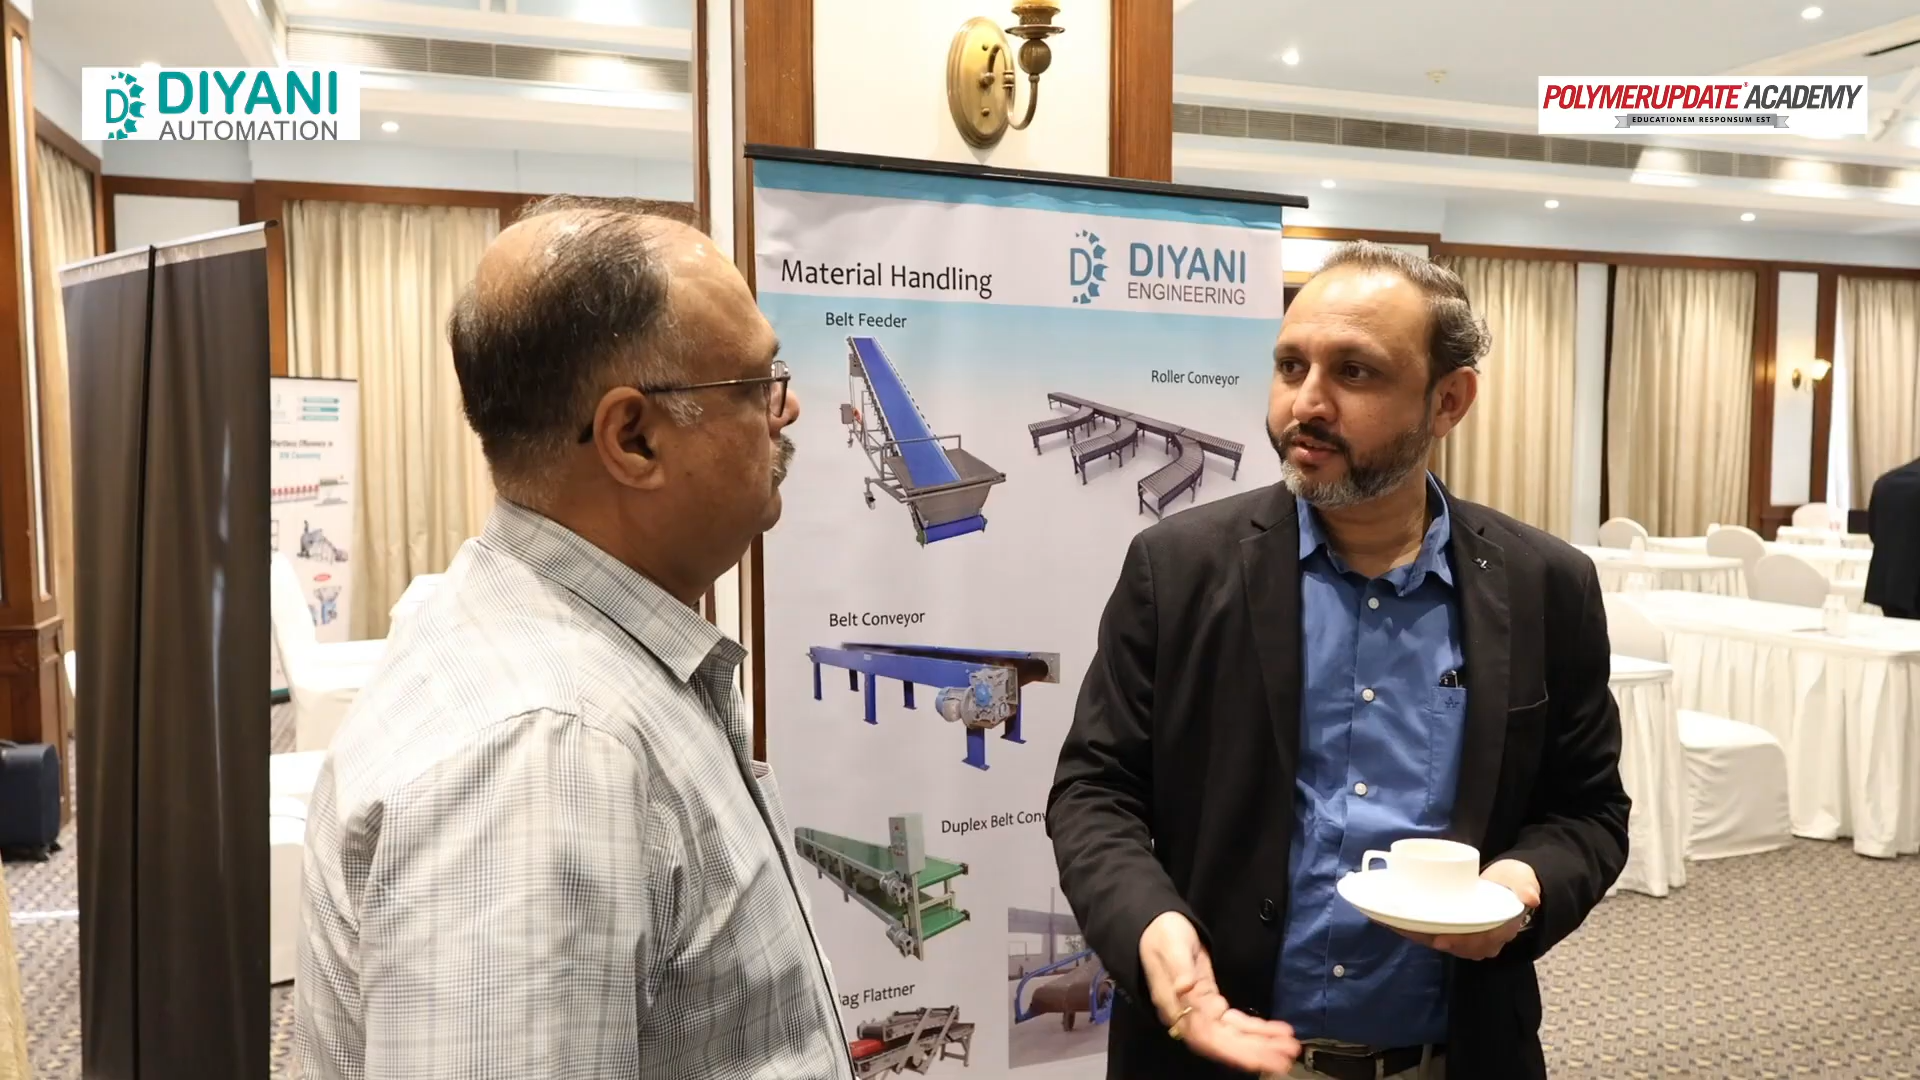 DIYANI
AUTOMATION
POLYMERUPDATE ACADEMY
EDUCATIONEM RESPONSUM EST
Material Handling
DIYANI
ENGINEERING
Belt Feeder
Roller Conveyor
Belt Conveyor
Duplex Belt Conv
ag Flattner